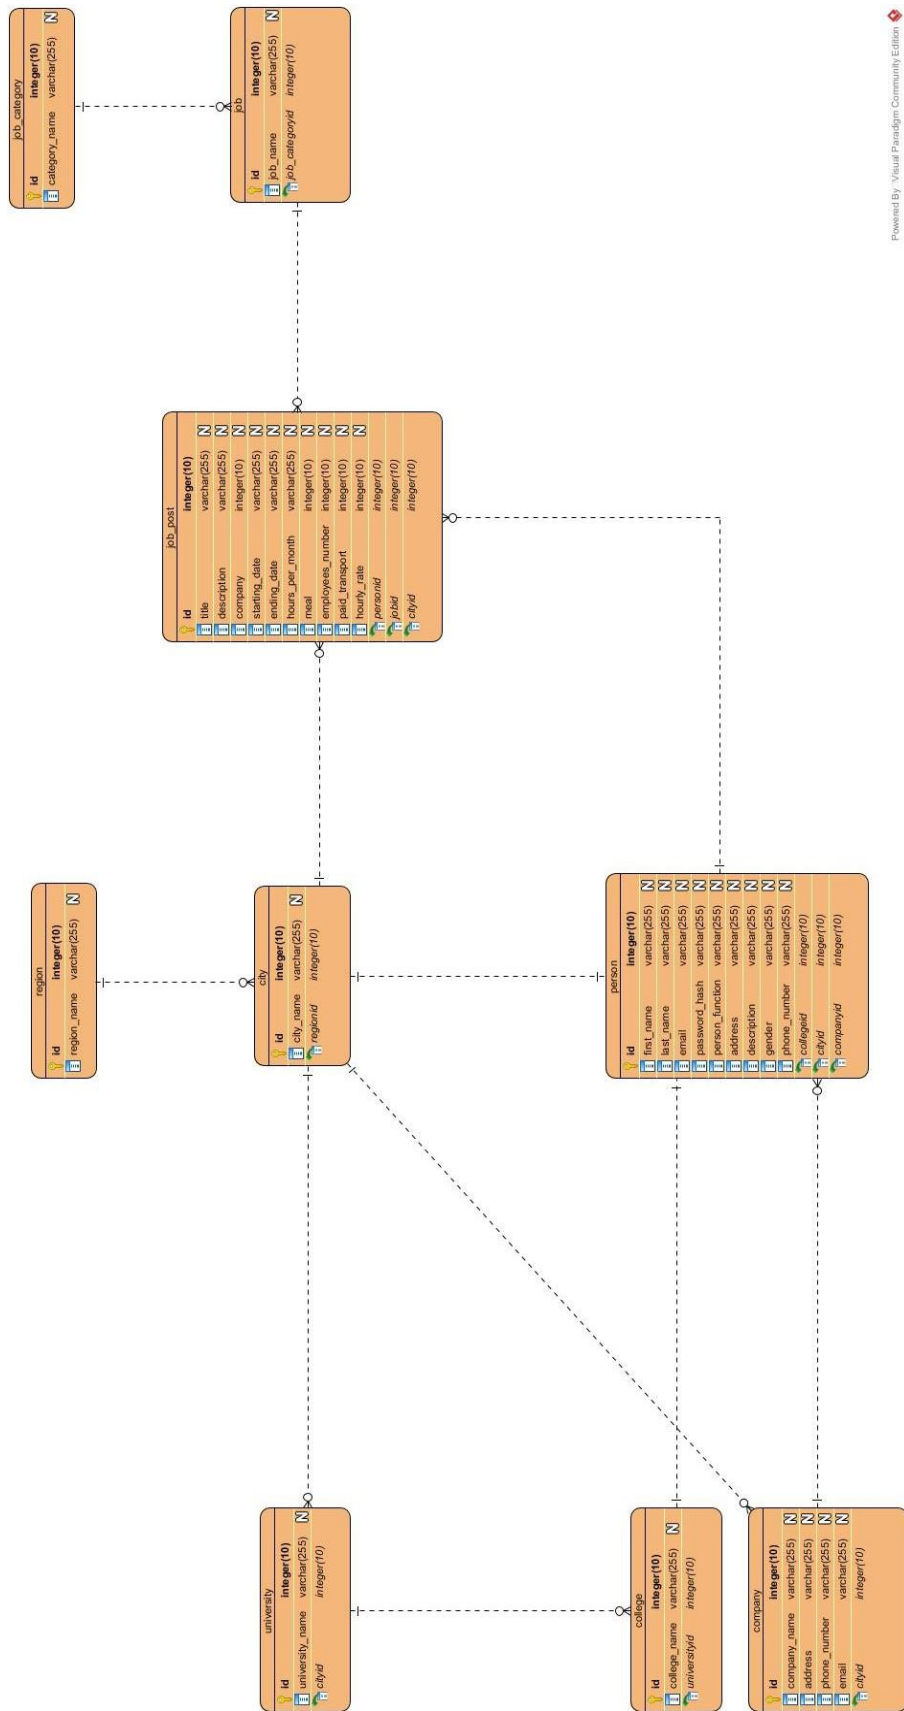 job_category
id integer(10)
category_name varchar(255) N
job
id integer(10)
job_name varchar(255) N
job_categoryid integer(10)
job_post
id integer(10)
title varchar(255) N
description varchar(255) N
company integer(10) N
starting_date varchar(255) N
ending_date varchar(255) N
hours_per_month varchar(255) N
meal integer(10) N
employees_number integer(10) N
paid_transport integer(10) N
hourly_rate integer(10) N
personid integer(10)
jobid integer(10)
cityid integer(10)
region
id integer(10)
region_name varchar(255) N
city
id integer(10)
city_name varchar(255) N
regionid integer(10)
person
id integer(10)
first_name varchar(255) N
last_name varchar(255) N
email varchar(255) N
password_hash varchar(255) N
person_function varchar(255) N
address varchar(255) N
description varchar(255) N
gender varchar(255) N
phone_number varchar(255) N
collegeid integer(10)
cityid integer(10)
companyid integer(10)
university
id integer(10)
university_name varchar(255) N
cityid integer(10)
college
id integer(10)
college_name varchar(255) N
universityid integer(10)
company
id integer(10)
company_name varchar(255) N
address varchar(255) N
phone_number varchar(255) N
email varchar(255) N
cityid integer(10)
Powered By Visual Paradigm Community Edition